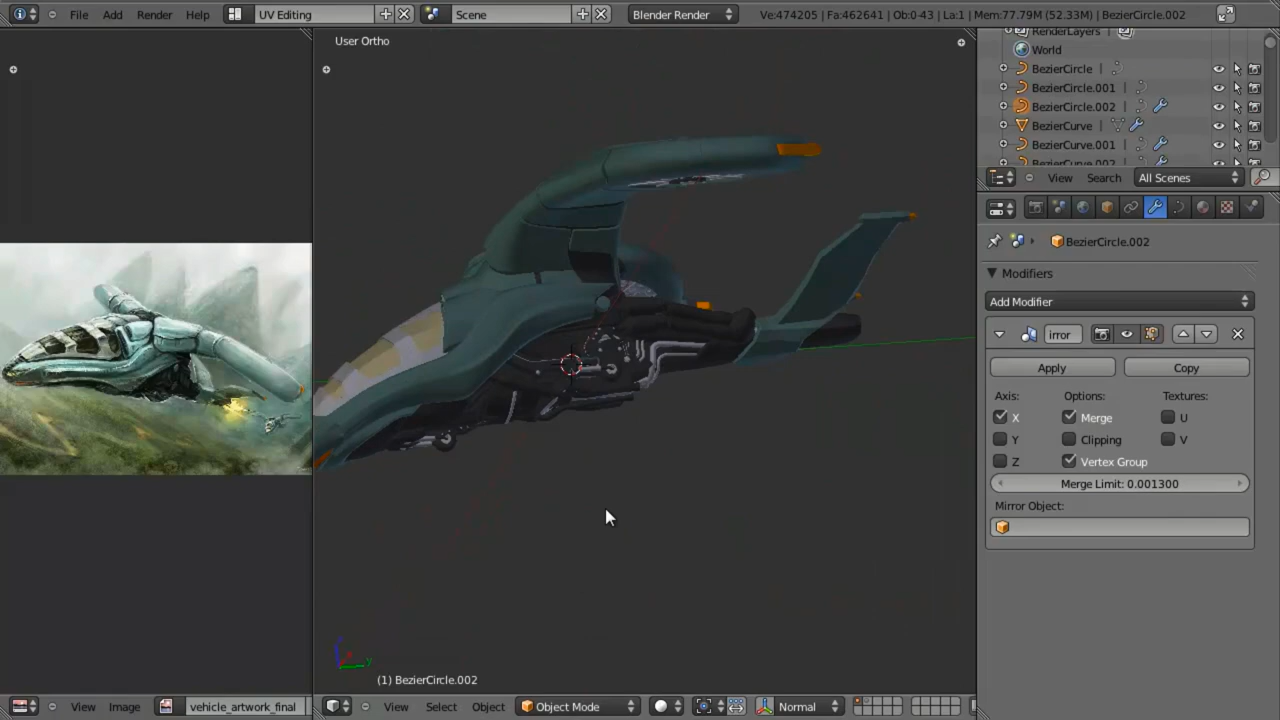 File Add Render Help UV Editing Scene Blender Render Ve:474205 | Fa:462641 | Ob:0-43 | La:1 | Mem:77.79M (52.33M) | BezierCircle.002
User Ortho
RenderLayers
World
BezierCircle
BezierCircle.001
BezierCircle.002
BezierCurve
BezierCurve.001
BezierCurve.002
View Search All Scenes
BezierCircle.002
Modifiers
Add Modifier
irror
Apply Copy
Axis: Options: Textures:
X Merge U
Y Clipping V
Z Vertex Group
Merge Limit: 0.001300
Mirror Object:
y
(1) BezierCircle.002
View Image vehicle_artwork_final View Select Object Object Mode Normal